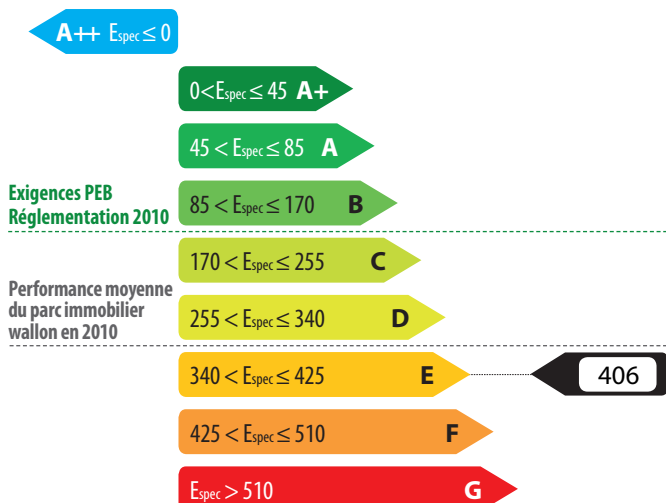 A++ Espec ≤ 0
0<Espec ≤ 45 A+
45 < Espec ≤ 85 A
Exigences PEB
Réglementation 2010
85 < Espec ≤ 170 B
170 < Espec ≤ 255 C
Performance moyenne
du parc immobilier
wallon en 2010
255 < Espec ≤ 340 D
340 < Espec ≤ 425 E
406
425 < Espec ≤ 510 F
Espec > 510 G